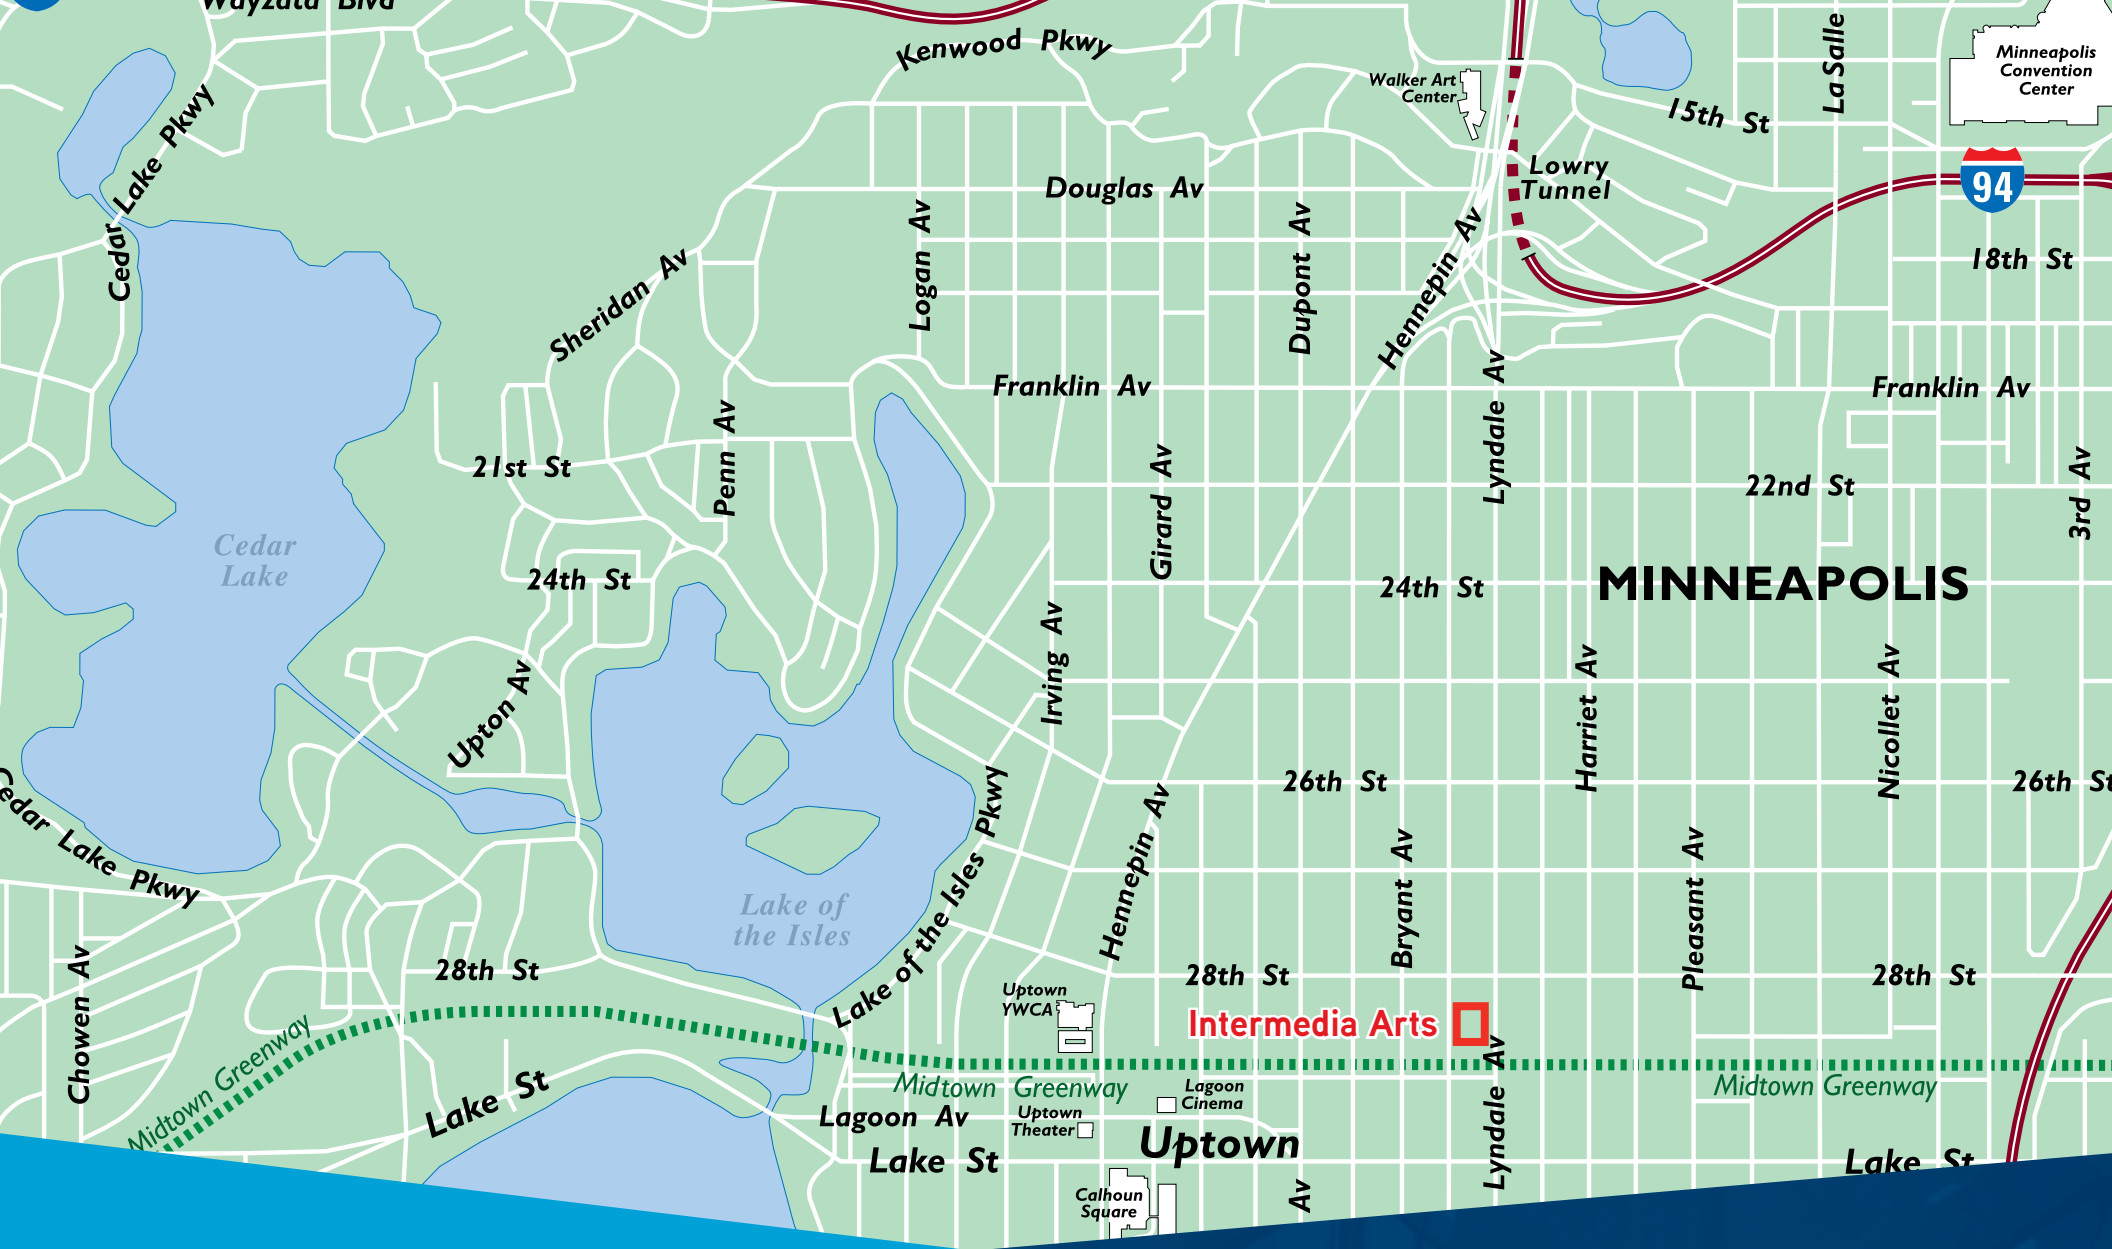 Wayzata Blvd
Kenwood Pkwy
LaSalle
Minneapolis
Convention
Center
Walker Art
Center
15th St
Cedar Lake Pkwy
Lowry
Tunnel
94
Douglas Av
Logan Av
Dupont Av
Hennepin Av
18th St
Sheridan Av
Franklin Av
Franklin Av
Lyndale Av
Penn Av
21st St
Girard Av
22nd St
3rd Av
Cedar
Lake
24th St
24th St
MINNEAPOLIS
Irving Av
Upton Av
Harriet Av
Nicollet Av
26th St
26th St
Cedar Lake Pkwy
Hennepin Av
Bryant Av
Pleasant Av
Lake of
the Isles
Lake of the Isles Pkwy
Chowen Av
28th St
28th St
28th St
Uptown
YWCA
Intermedia Arts
Midtown Greenway
Midtown Greenway
Midtown Greenway
Lake St
Lagoon
Cinema
Lagoon Av
Uptown
Theater
Uptown
Lyndale Av
Lake St
Lake St
Calhoun
Square
Av